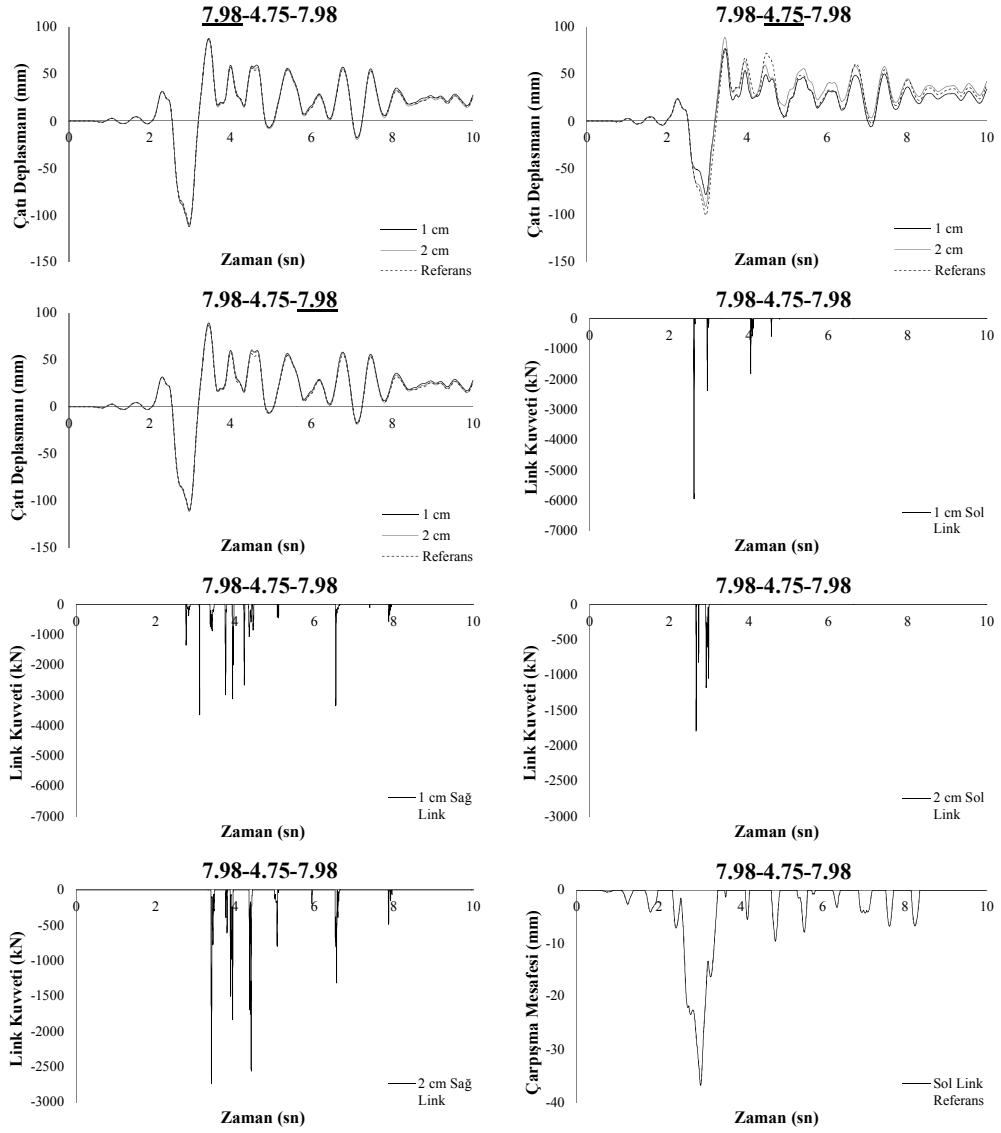 7.98-4.75-7.98
Çatı Deplasmanı (mm)
100
50
0
-50
-100
-150
0 2 4 6 8 10
Zaman (sn)
1 cm
2 cm
Referans
7.98-4.75-7.98
Çatı Deplasmanı (mm)
100
50
0
-50
-100
-150
0 2 4 6 8 10
Zaman (sn)
1 cm
2 cm
Referans
7.98-4.75-7.98
Çatı Deplasmanı (mm)
100
50
0
-50
-100
-150
0 2 4 6 8 10
Zaman (sn)
1 cm
2 cm
Referans
7.98-4.75-7.98
Link Kuvveti (kN)
0
-1000
-2000
-3000
-4000
-5000
-6000
-7000
0 2 4 6 8 10
Zaman (sn)
1 cm Sol
Link
7.98-4.75-7.98
Link Kuvveti (kN)
0
-1000
-2000
-3000
-4000
-5000
-6000
-7000
0 2 4 6 8 10
Zaman (sn)
1 cm Sağ
Link
7.98-4.75-7.98
Link Kuvveti (kN)
0
-500
-1000
-1500
-2000
-2500
-3000
0 2 4 6 8 10
Zaman (sn)
2 cm Sol
Link
7.98-4.75-7.98
Link Kuvveti (kN)
0
-500
-1000
-1500
-2000
-2500
-3000
0 2 4 6 8 10
Zaman (sn)
2 cm Sağ
Link
7.98-4.75-7.98
Çarpışma Mesafesi (mm)
0
-10
-20
-30
-40
0 2 4 6 8 10
Zaman (sn)
Sol Link
Referans